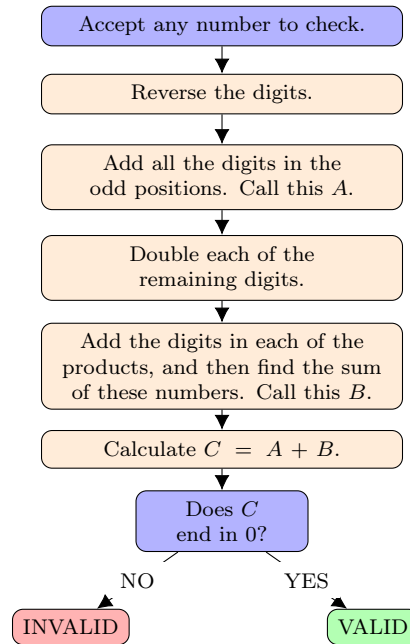 Accept any number to check.
Reverse the digits.
Add all the digits in the
odd positions. Call this A.
Double each of the
remaining digits.
Add the digits in each of the
products, and then find the sum
of these numbers. Call this B.
Calculate C = A + B.
Does C
end in 0?
NO
YES
INVALID
VALID